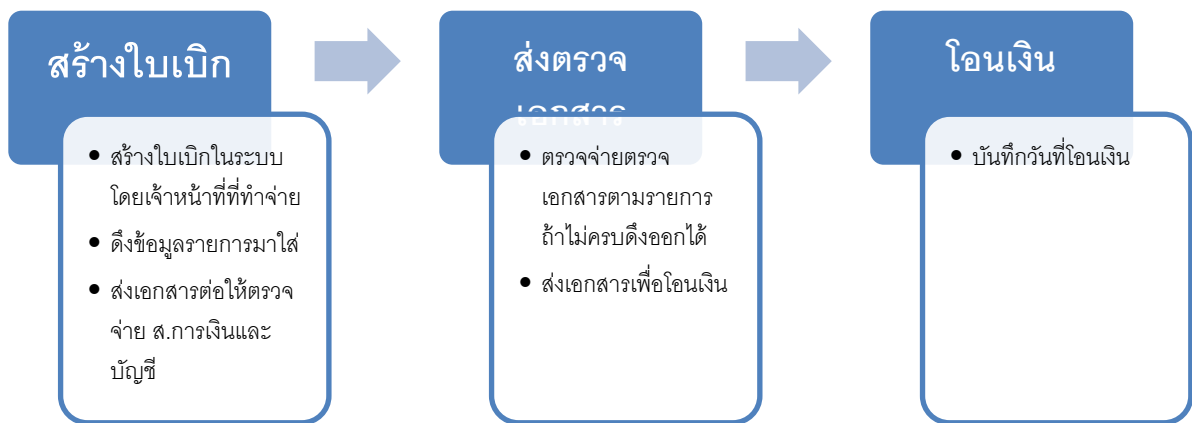 สร้างใบเบิก
• สร้างใบเบิกในระบบ
โดยเจ้าหน้าที่ที่ทำจ่าย
• ดึงข้อมูลรายการมาใส่
• ส่งเอกสารต่อให้ตรวจ
จ่าย ส.การเงินและ
บัญชี
ส่งตรวจ
เอกสาร
• ตรวจจ่ายตรวจ
เอกสารตามรายการ
ถ้าไม่ครบดึงออกได้
• ส่งเอกสารเพื่อโอนเงิน
โอนเงิน
• บันทึกวันที่โอนเงิน